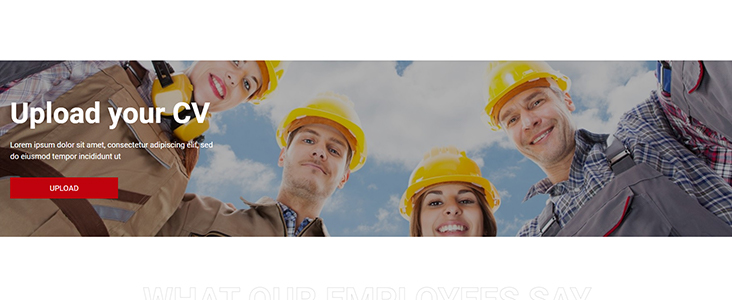 Upload your CV
Lorem ipsum dolor sit amet, consectetur adipiscing elit, sed
do eiusmod tempor incididunt ut
UPLOAD
WHAT OUR EMPLOYEES SAY